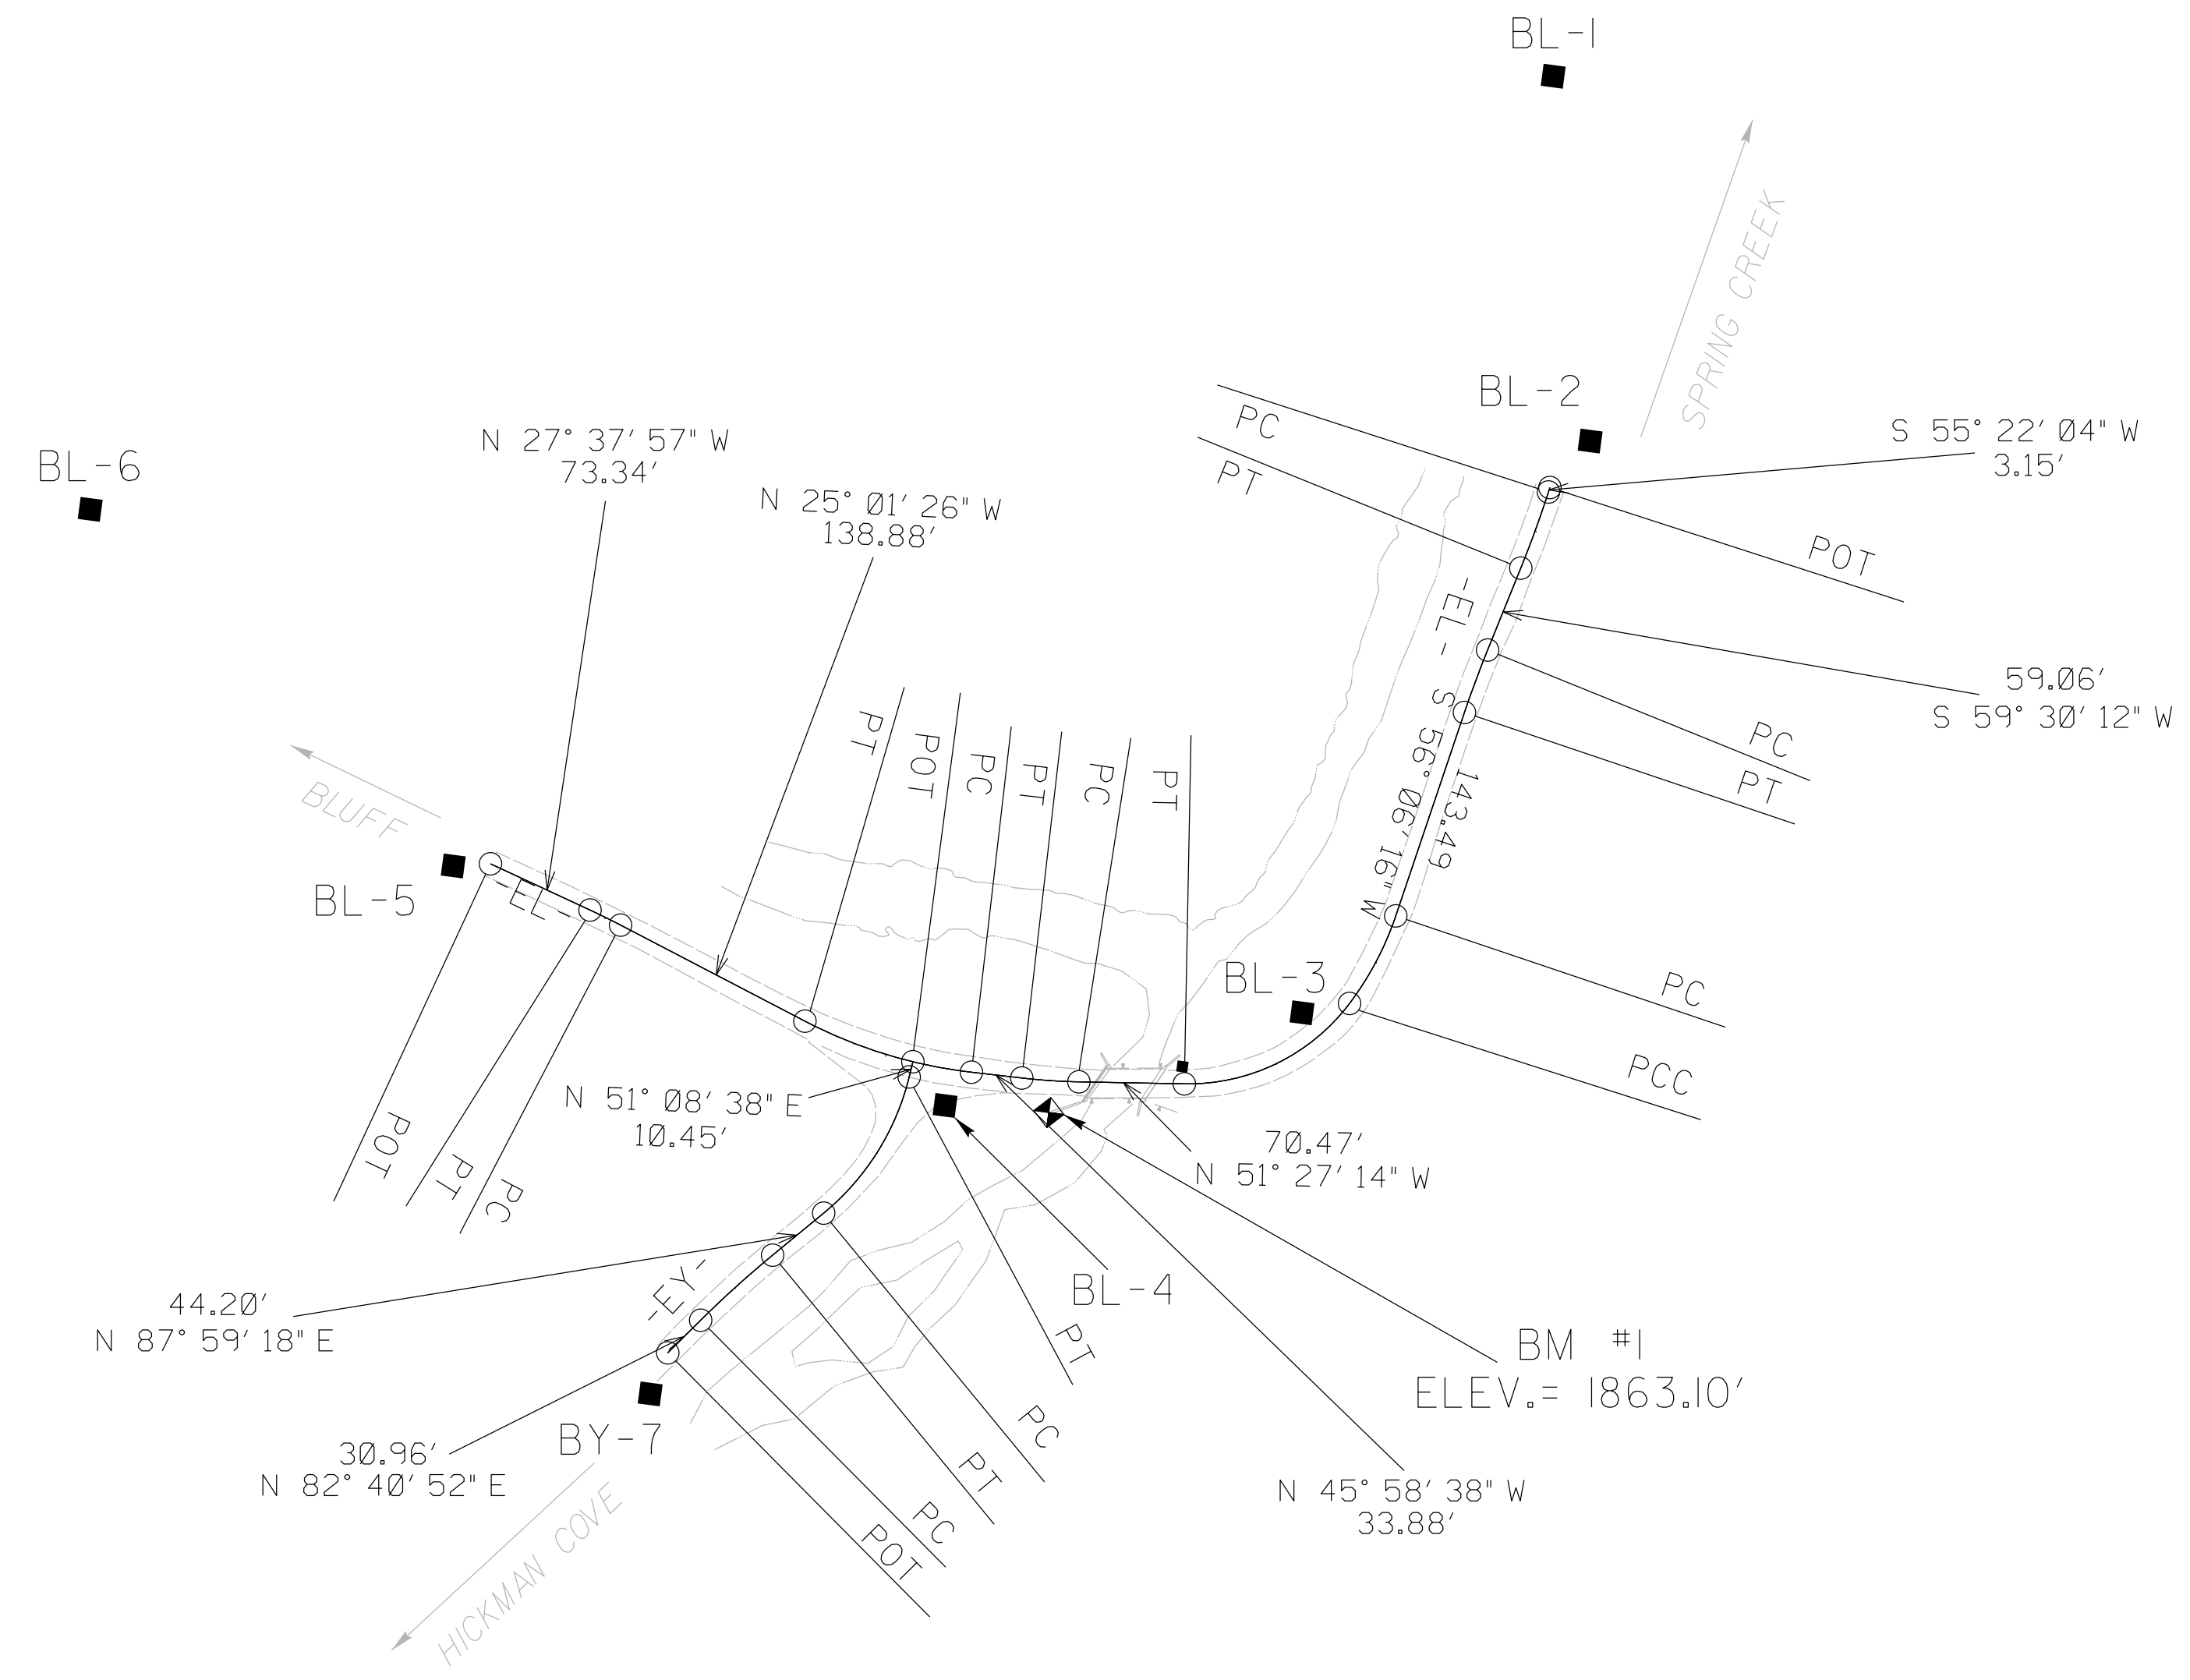 BL-1
SPRING CREEK
BL-2
PC
PT
S 55° 22' 04" W
3.15'
POT
N 27° 37' 57" W
73.34'
BL-6
N 25° 01' 26" W
138.88'
-EL- S 56° 06' 16" W
143.49
59.06'
S 59° 30' 12" W
PC
PT
PT
POT
PC
PT
PC
PT
BLUFF
BL-5
-EL-
BL-3
PC
PCC
N 51° 08' 38" E
10.45'
70.47'
N 51° 27' 14" W
POT
PT
PC
44.20'
N 87° 59' 18" E
-EY-
BL-4
PT
BM #1
ELEV.= 1863.10'
BY-7
30.96'
N 82° 40' 52" E
PC
PT
PC
POT
N 45° 58' 38" W
33.88'
HICKMAN COVE